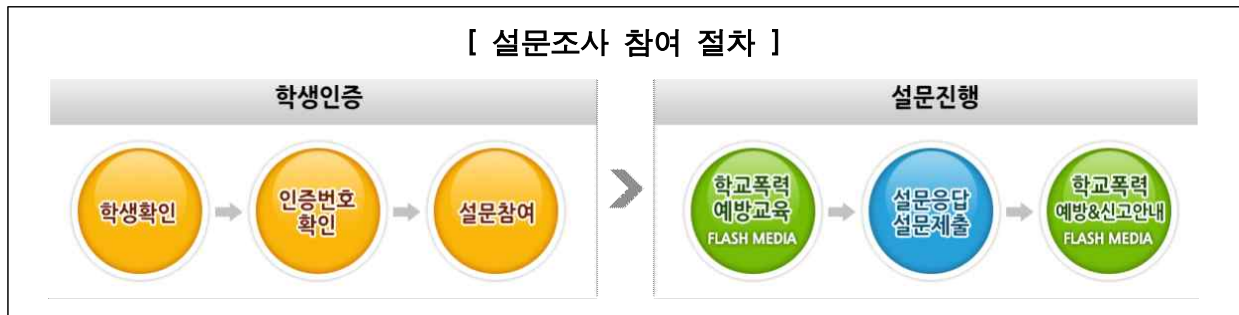 [ 설문조사 참여 절차 ]
학생인증
학생확인
인증번호
확인
설문참여
설문진행
학교폭력
예방교육
FLASH MEDIA
설문응답
설문제출
학교폭력
예방&신고안내
FLASH MEDIA